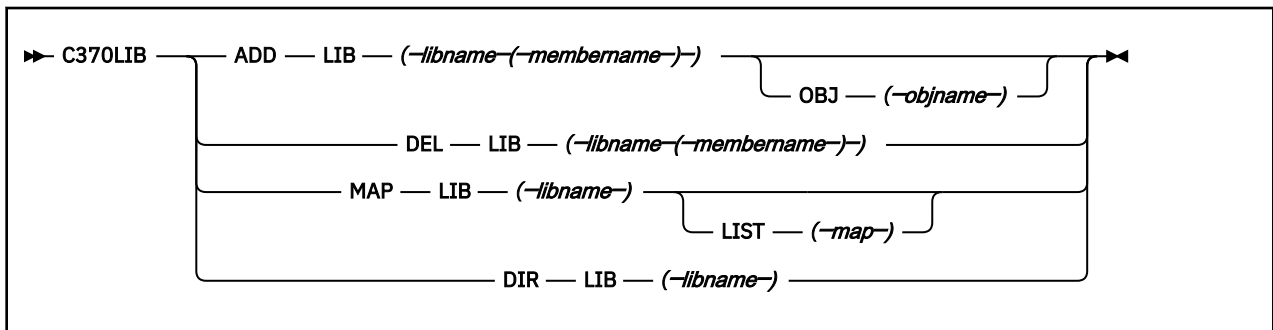 C370LIB ADD LIB ( libname ( membername ) )
OBJ ( objname )
DEL LIB ( libname ( membername ) )
MAP LIB ( libname )
LIST ( map )
DIR LIB ( libname )